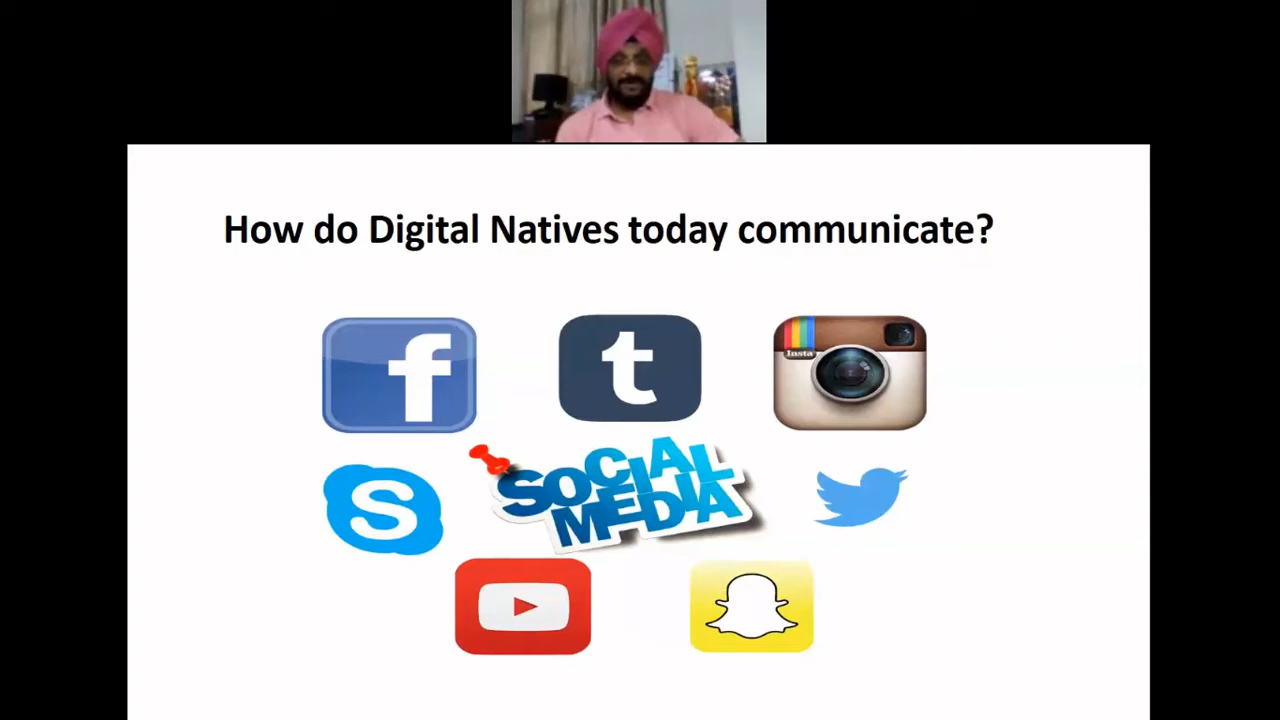 How do Digital Natives today communicate?
f
t
Insta
S
SOCIAL
MEDIA